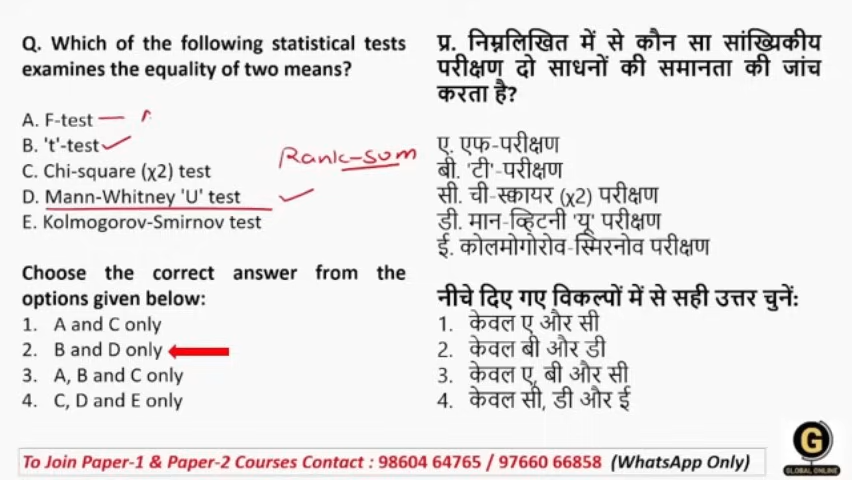 Q. Which of the following statistical tests
examines the equality of two means?
A. F-test
B. 't'-test
C. Chi-square (χ2) test
D. Mann-Whitney 'U' test
E. Kolmogorov-Smirnov test
Rank-sum
Choose the correct answer from the
options given below:
1. A and C only
2. B and D only
3. A, B and C only
4. C, D and E only
प्र. निम्नलिखित में से कौन सा सांख्यिकीय
परीक्षण दो साधनों की समानता की जांच
करता है?
ए. एफ-परीक्षण
बी. 'टी'-परीक्षण
सी. ची-स्क्वायर (χ2) परीक्षण
डी. मान-व्हिटनी 'यू' परीक्षण
ई. कोलमोगोरोव-स्मिरनोव परीक्षण
नीचे दिए गए विकल्पों में से सही उत्तर चुनें:
1. केवल ए और सी
2. केवल बी और डी
3. केवल ए, बी और सी
4. केवल सी, डी और ई
To Join Paper-1 & Paper-2 Courses Contact : 98604 64765 / 97660 66858 (WhatsApp Only)
G
GLOBAL ONLINE